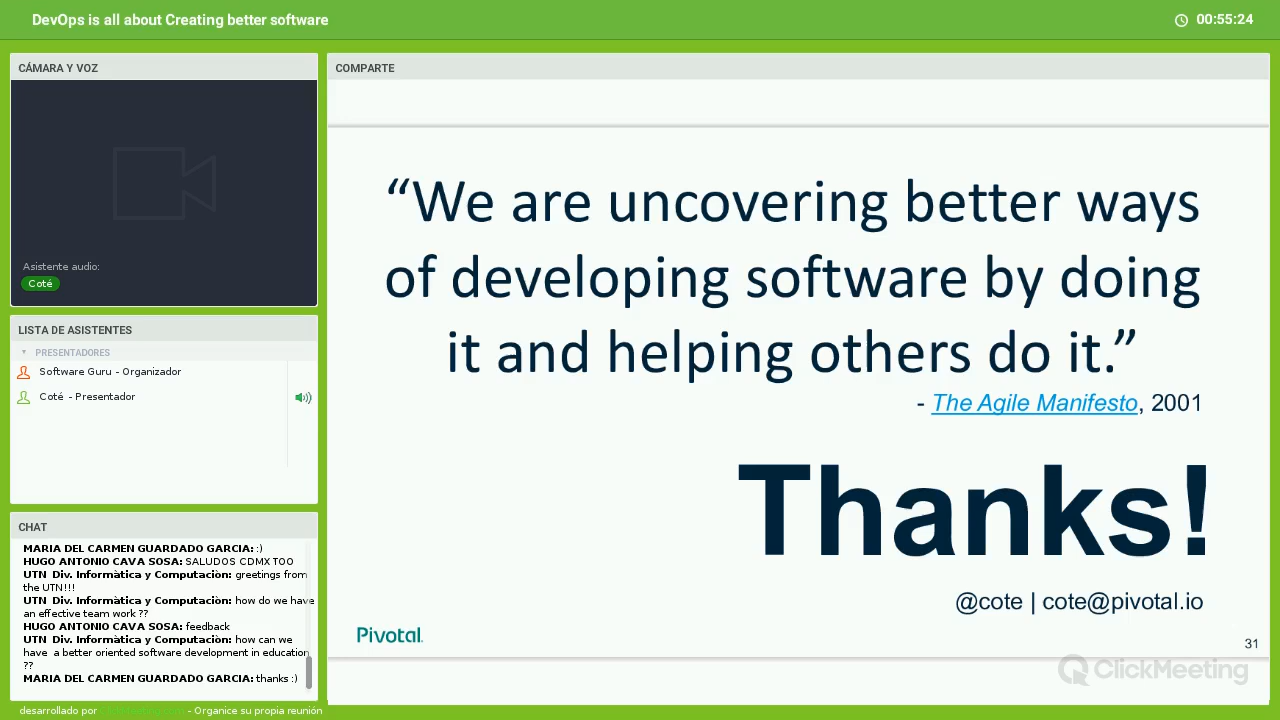 DevOps is all about Creating better software
00:55:24
CÁMARA Y VOZ
Asistente audio:
Coté
LISTA DE ASISTENTES
PRESENTADORES
Software Guru - Organizador
Coté - Presentador
CHAT
MARIA DEL CARMEN GUARDADO GARCIA: :)
HUGO ANTONIO CAVA SOSA: SALUDOS CDMX TOO
UTN Div. Informàtica y Computaciòn: greetings from
the UTN!!!
UTN Div. Informàtica y Computaciòn: how do we have
an effective team work ??
HUGO ANTONIO CAVA SOSA: feedback
UTN Div. Informàtica y Computaciòn: how can we
have a better oriented software development in education
??
MARIA DEL CARMEN GUARDADO GARCIA: thanks :)
desarrollado por
- Organice su propia reunión
COMPARTE
“We are uncovering better ways
of developing software by doing
it and helping others do it.”
- The Agile Manifesto, 2001
Thanks!
@cote | cote@pivotal.io
Pivotal.
31
ClickMeeting